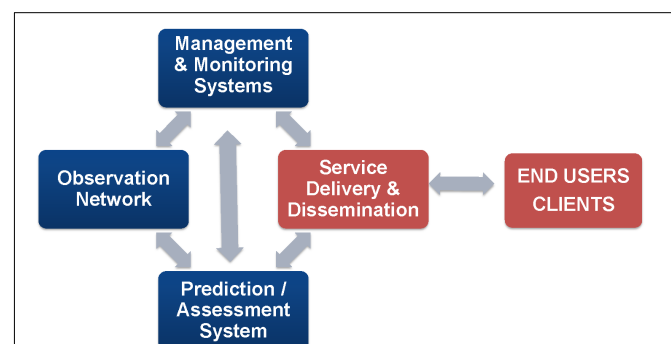 Management
& Monitoring
Systems
Observation
Network
Service
Delivery &
Dissemination
END USERS
CLIENTS
Prediction /
Assessment
System